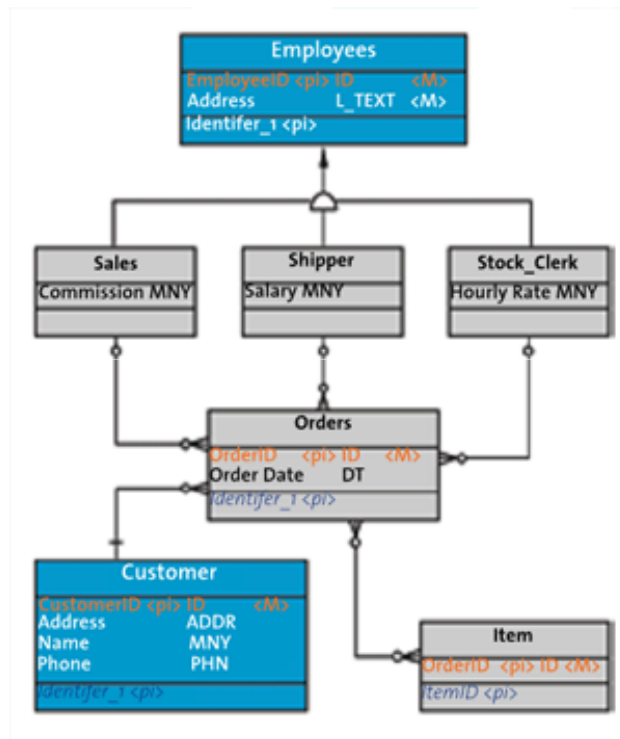 Employees
EmployeeID <pi> ID <M>
Address L_TEXT <M>
Identifer_1 <pi>
Sales
Commission MNY
Shipper
Salary MNY
Stock_Clerk
Hourly Rate MNY
Orders
OrderID <pi> ID <M>
Order Date DT
Identifer_1 <pi>
Customer
CustomerID <pi> ID <M>
Address ADDR
Name MNY
Phone PHN
Identifer_1 <pi>
Item
OrderID <pi> ID <M>
ItemID <pi>